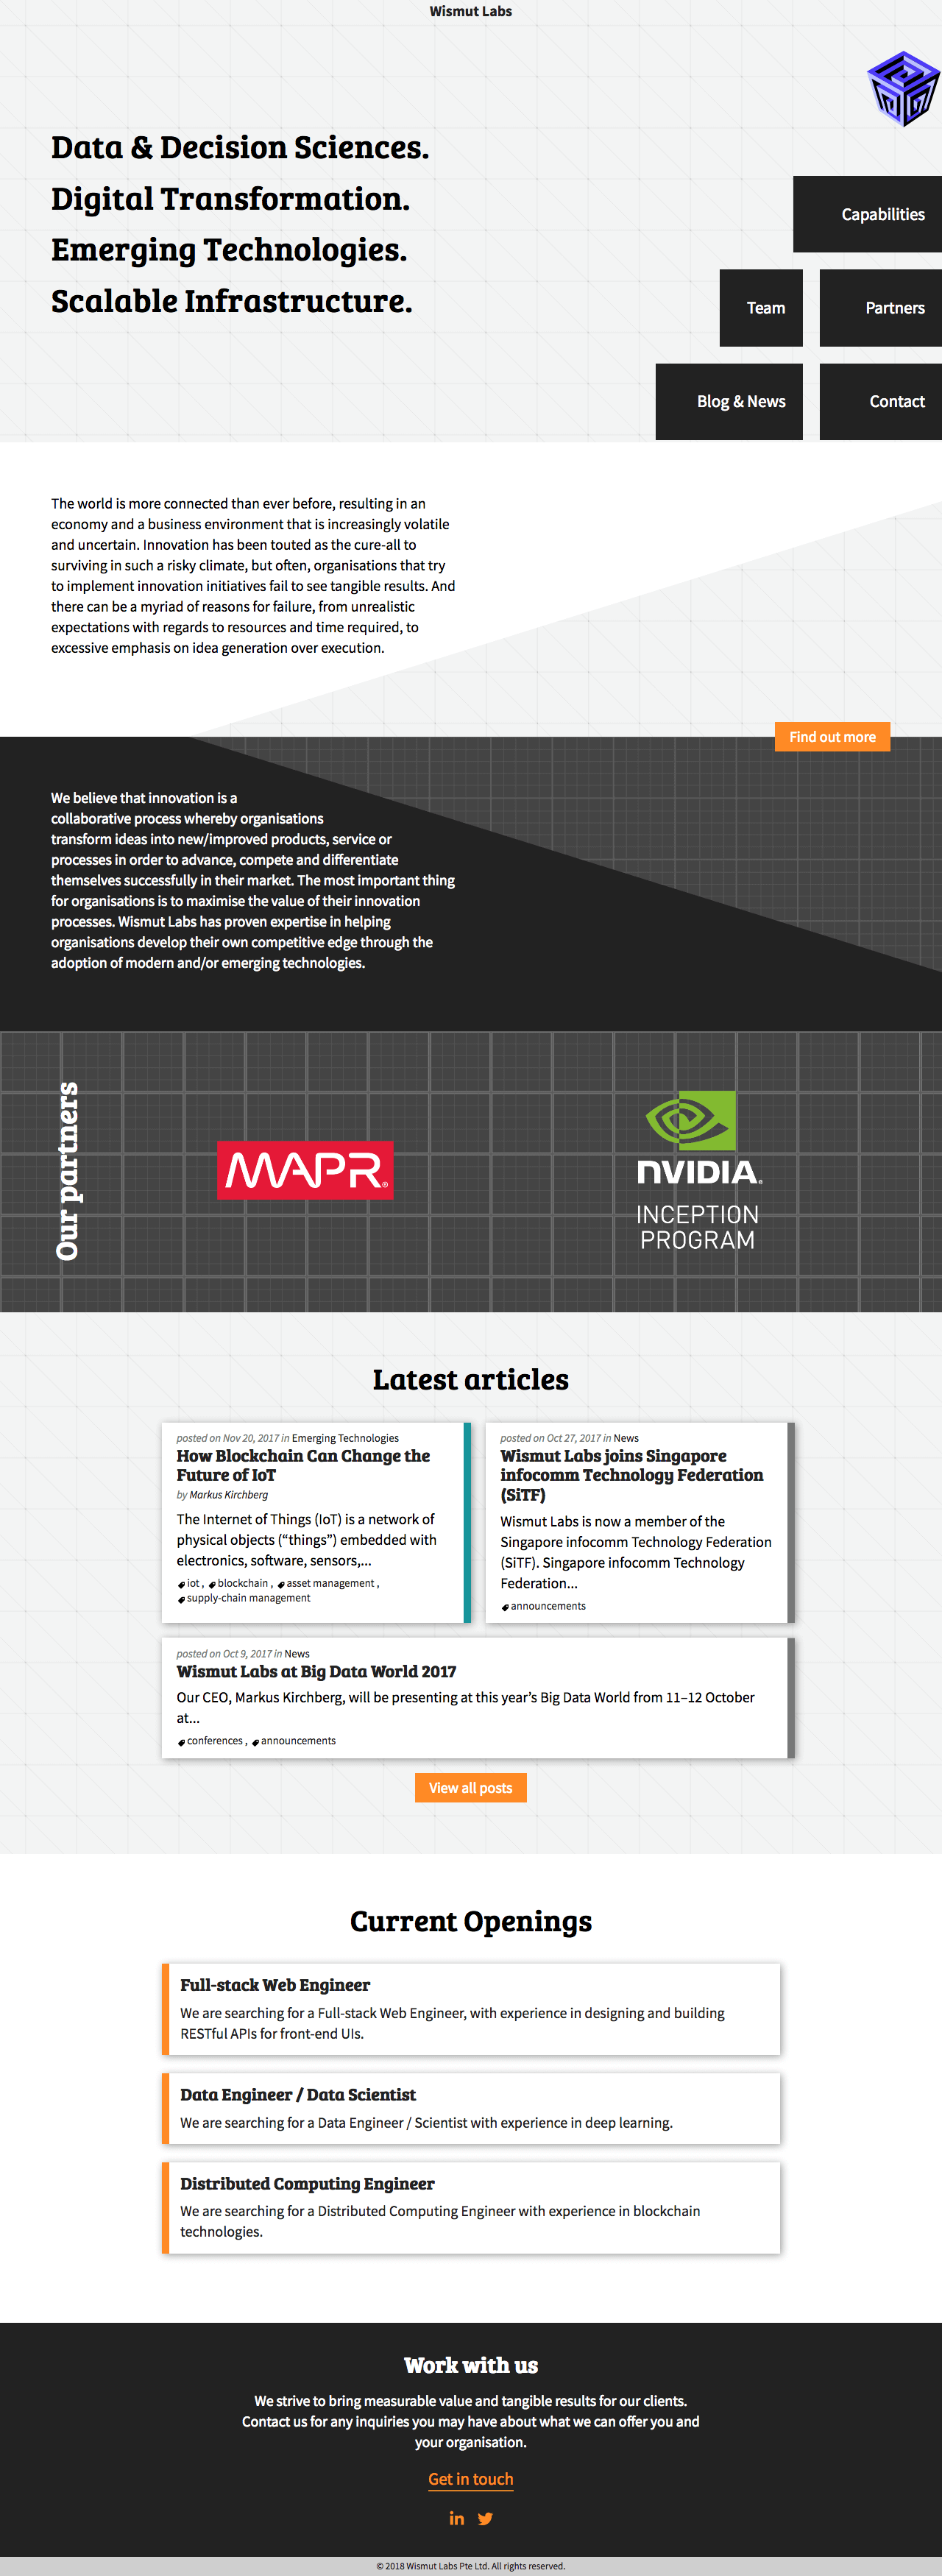 Wismut Labs
Data & Decision Sciences.
Digital Transformation.
Emerging Technologies.
Scalable Infrastructure.
Capabilities
Team
Partners
Blog & News
Contact
The world is more connected than ever before, resulting in an
economy and a business environment that is increasingly volatile
and uncertain. Innovation has been touted as the cure-all to
surviving in such a risky climate, but often, organisations that try
to implement innovation initiatives fail to see tangible results. And
there can be a myriad of reasons for failure, from unrealistic
expectations with regards to resources and time required, to
excessive emphasis on idea generation over execution.
Find out more
We believe that innovation is a
collaborative process whereby organisations
transform ideas into new/improved products, service or
processes in order to advance, compete and differentiate
themselves successfully in their market. The most important thing
for organisations is to maximise the value of their innovation
processes. Wismut Labs has proven expertise in helping
organisations develop their own competitive edge through the
adoption of modern and/or emerging technologies.
Our partners
MAPR®
NVIDIA®
INCEPTION
PROGRAM
Latest articles
posted on Nov 20, 2017 in Emerging Technologies
How Blockchain Can Change the
Future of IoT
by Markus Kirchberg
The Internet of Things (IoT) is a network of
physical objects (“things”) embedded with
electronics, software, sensors,...
iot , blockchain , asset management ,
supply-chain management
posted on Oct 27, 2017 in News
Wismut Labs joins Singapore
infocomm Technology Federation
(SiTF)
Wismut Labs is now a member of the
Singapore infocomm Technology Federation
(SiTF). Singapore infocomm Technology
Federation...
announcements
posted on Oct 9, 2017 in News
Wismut Labs at Big Data World 2017
Our CEO, Markus Kirchberg, will be presenting at this year’s Big Data World from 11–12 October
at...
conferences , announcements
View all posts
Current Openings
Full-stack Web Engineer
We are searching for a Full-stack Web Engineer, with experience in designing and building
RESTful APIs for front-end UIs.
Data Engineer / Data Scientist
We are searching for a Data Engineer / Scientist with experience in deep learning.
Distributed Computing Engineer
We are searching for a Distributed Computing Engineer with experience in blockchain
technologies.
Work with us
We strive to bring measurable value and tangible results for our clients.
Contact us for any inquiries you may have about what we can offer you and
your organisation.
Get in touch
in
© 2018 Wismut Labs Pte Ltd. All rights reserved.